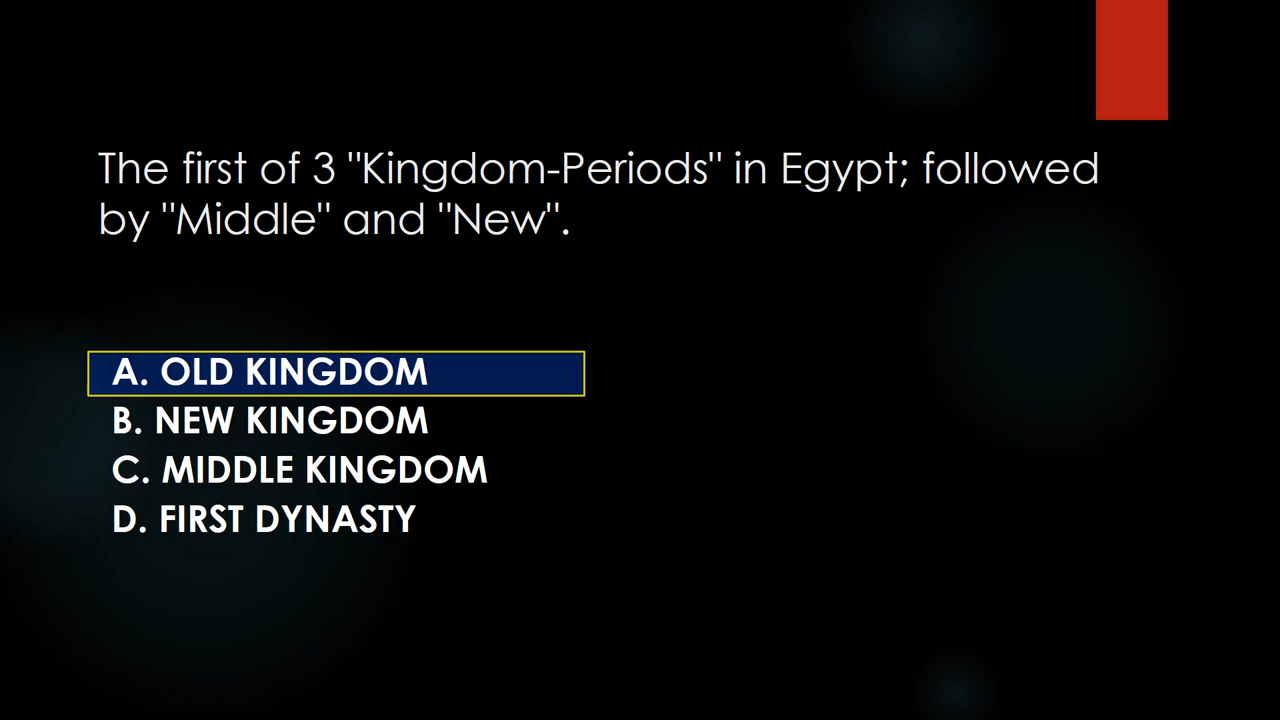 The first of 3 "Kingdom-Periods" in Egypt; followed
by "Middle" and "New".
A. OLD KINGDOM
B. NEW KINGDOM
C. MIDDLE KINGDOM
D. FIRST DYNASTY